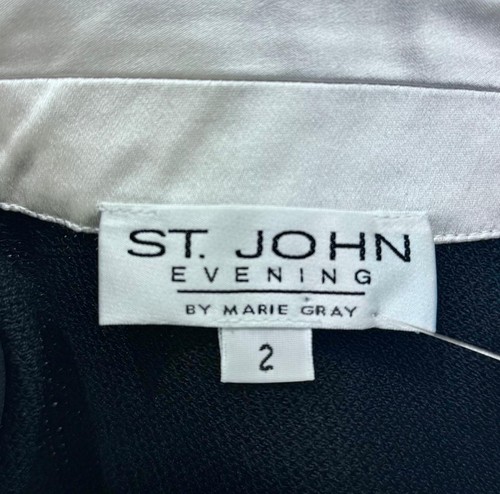 ST. JOHN
EVENING
BY MARIE GRAY
2